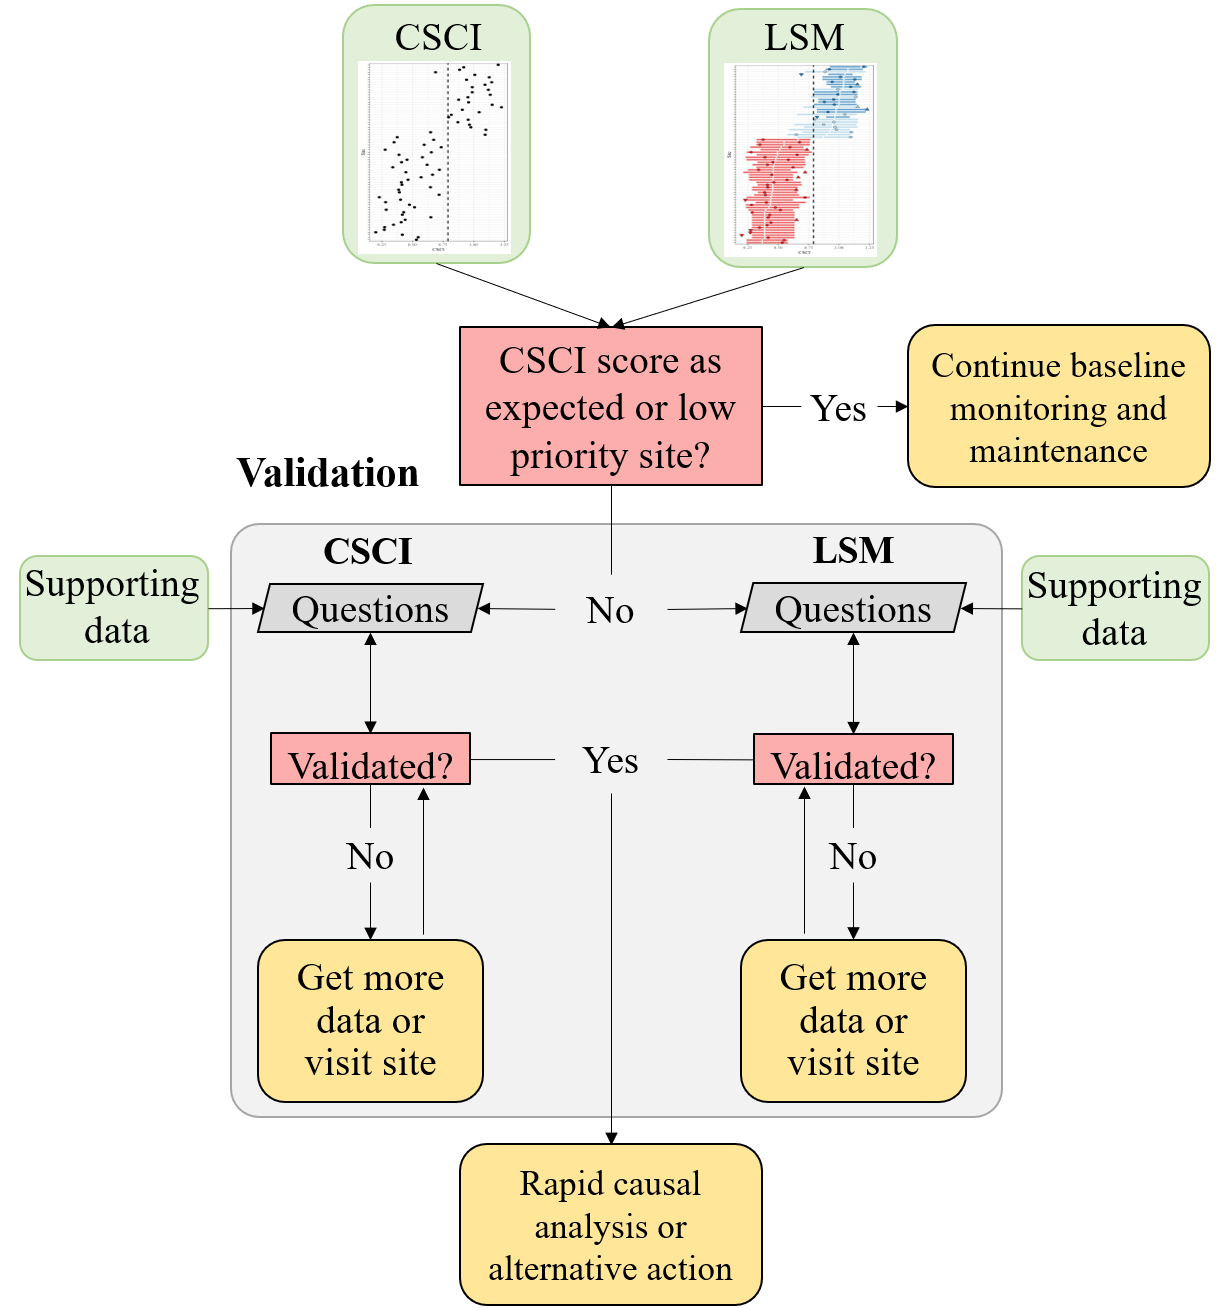 CSCI
LSM
CSCI score as
expected or low
priority site?
Yes
Continue baseline
monitoring and
maintenance
Validation
CSCI
LSM
Supporting
data
Questions
No
Questions
Supporting
data
Validated?
Yes
Validated?
No
No
Get more
data or
visit site
Get more
data or
visit site
Rapid causal
analysis or
alternative action